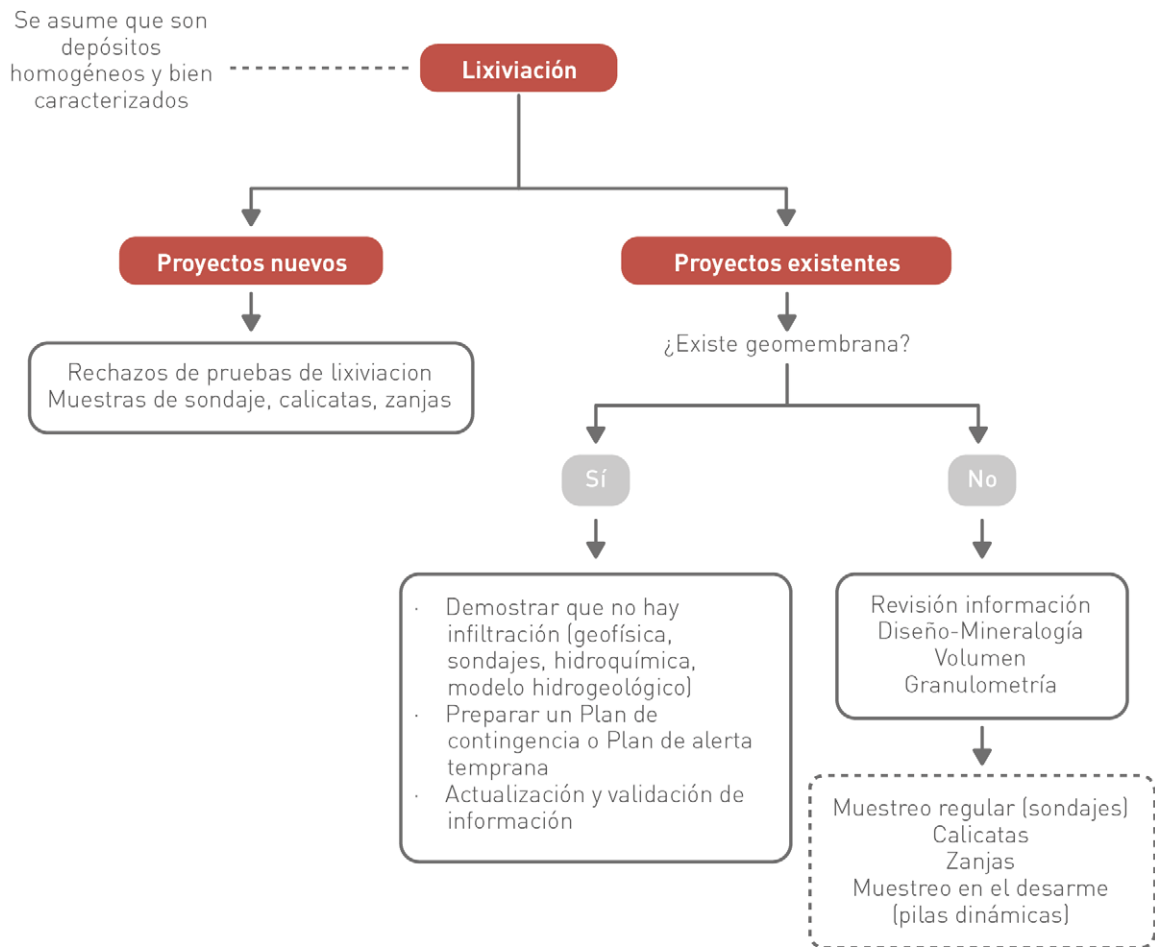 Se asume que son
depósitos
homogéneos y bien
caracterizados
Lixiviación
Proyectos nuevos
Proyectos existentes
Rechazos de pruebas de lixiviacion
Muestras de sondaje, calicatas, zanjas
¿Existe geomembrana?
Sí
No
· Demostrar que no hay
infiltración (geofísica,
sondajes, hidroquímica,
modelo hidrogeológico)
· Preparar un Plan de
contingencia o Plan de alerta
temprana
· Actualización y validación de
información
Revisión información
Diseño-Mineralogía
Volumen
Granulometría
Muestreo regular (sondajes)
Calicatas
Zanjas
Muestreo en el desarme
(pilas dinámicas)